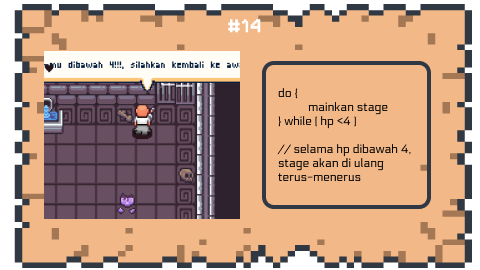 #14
mu dibawah 4!!!, silahkan kembali ke aw
do {
mainkan stage
} while ( hp <4 )
// selama hp dibawah 4,
stage akan di ulang
terus-menerus